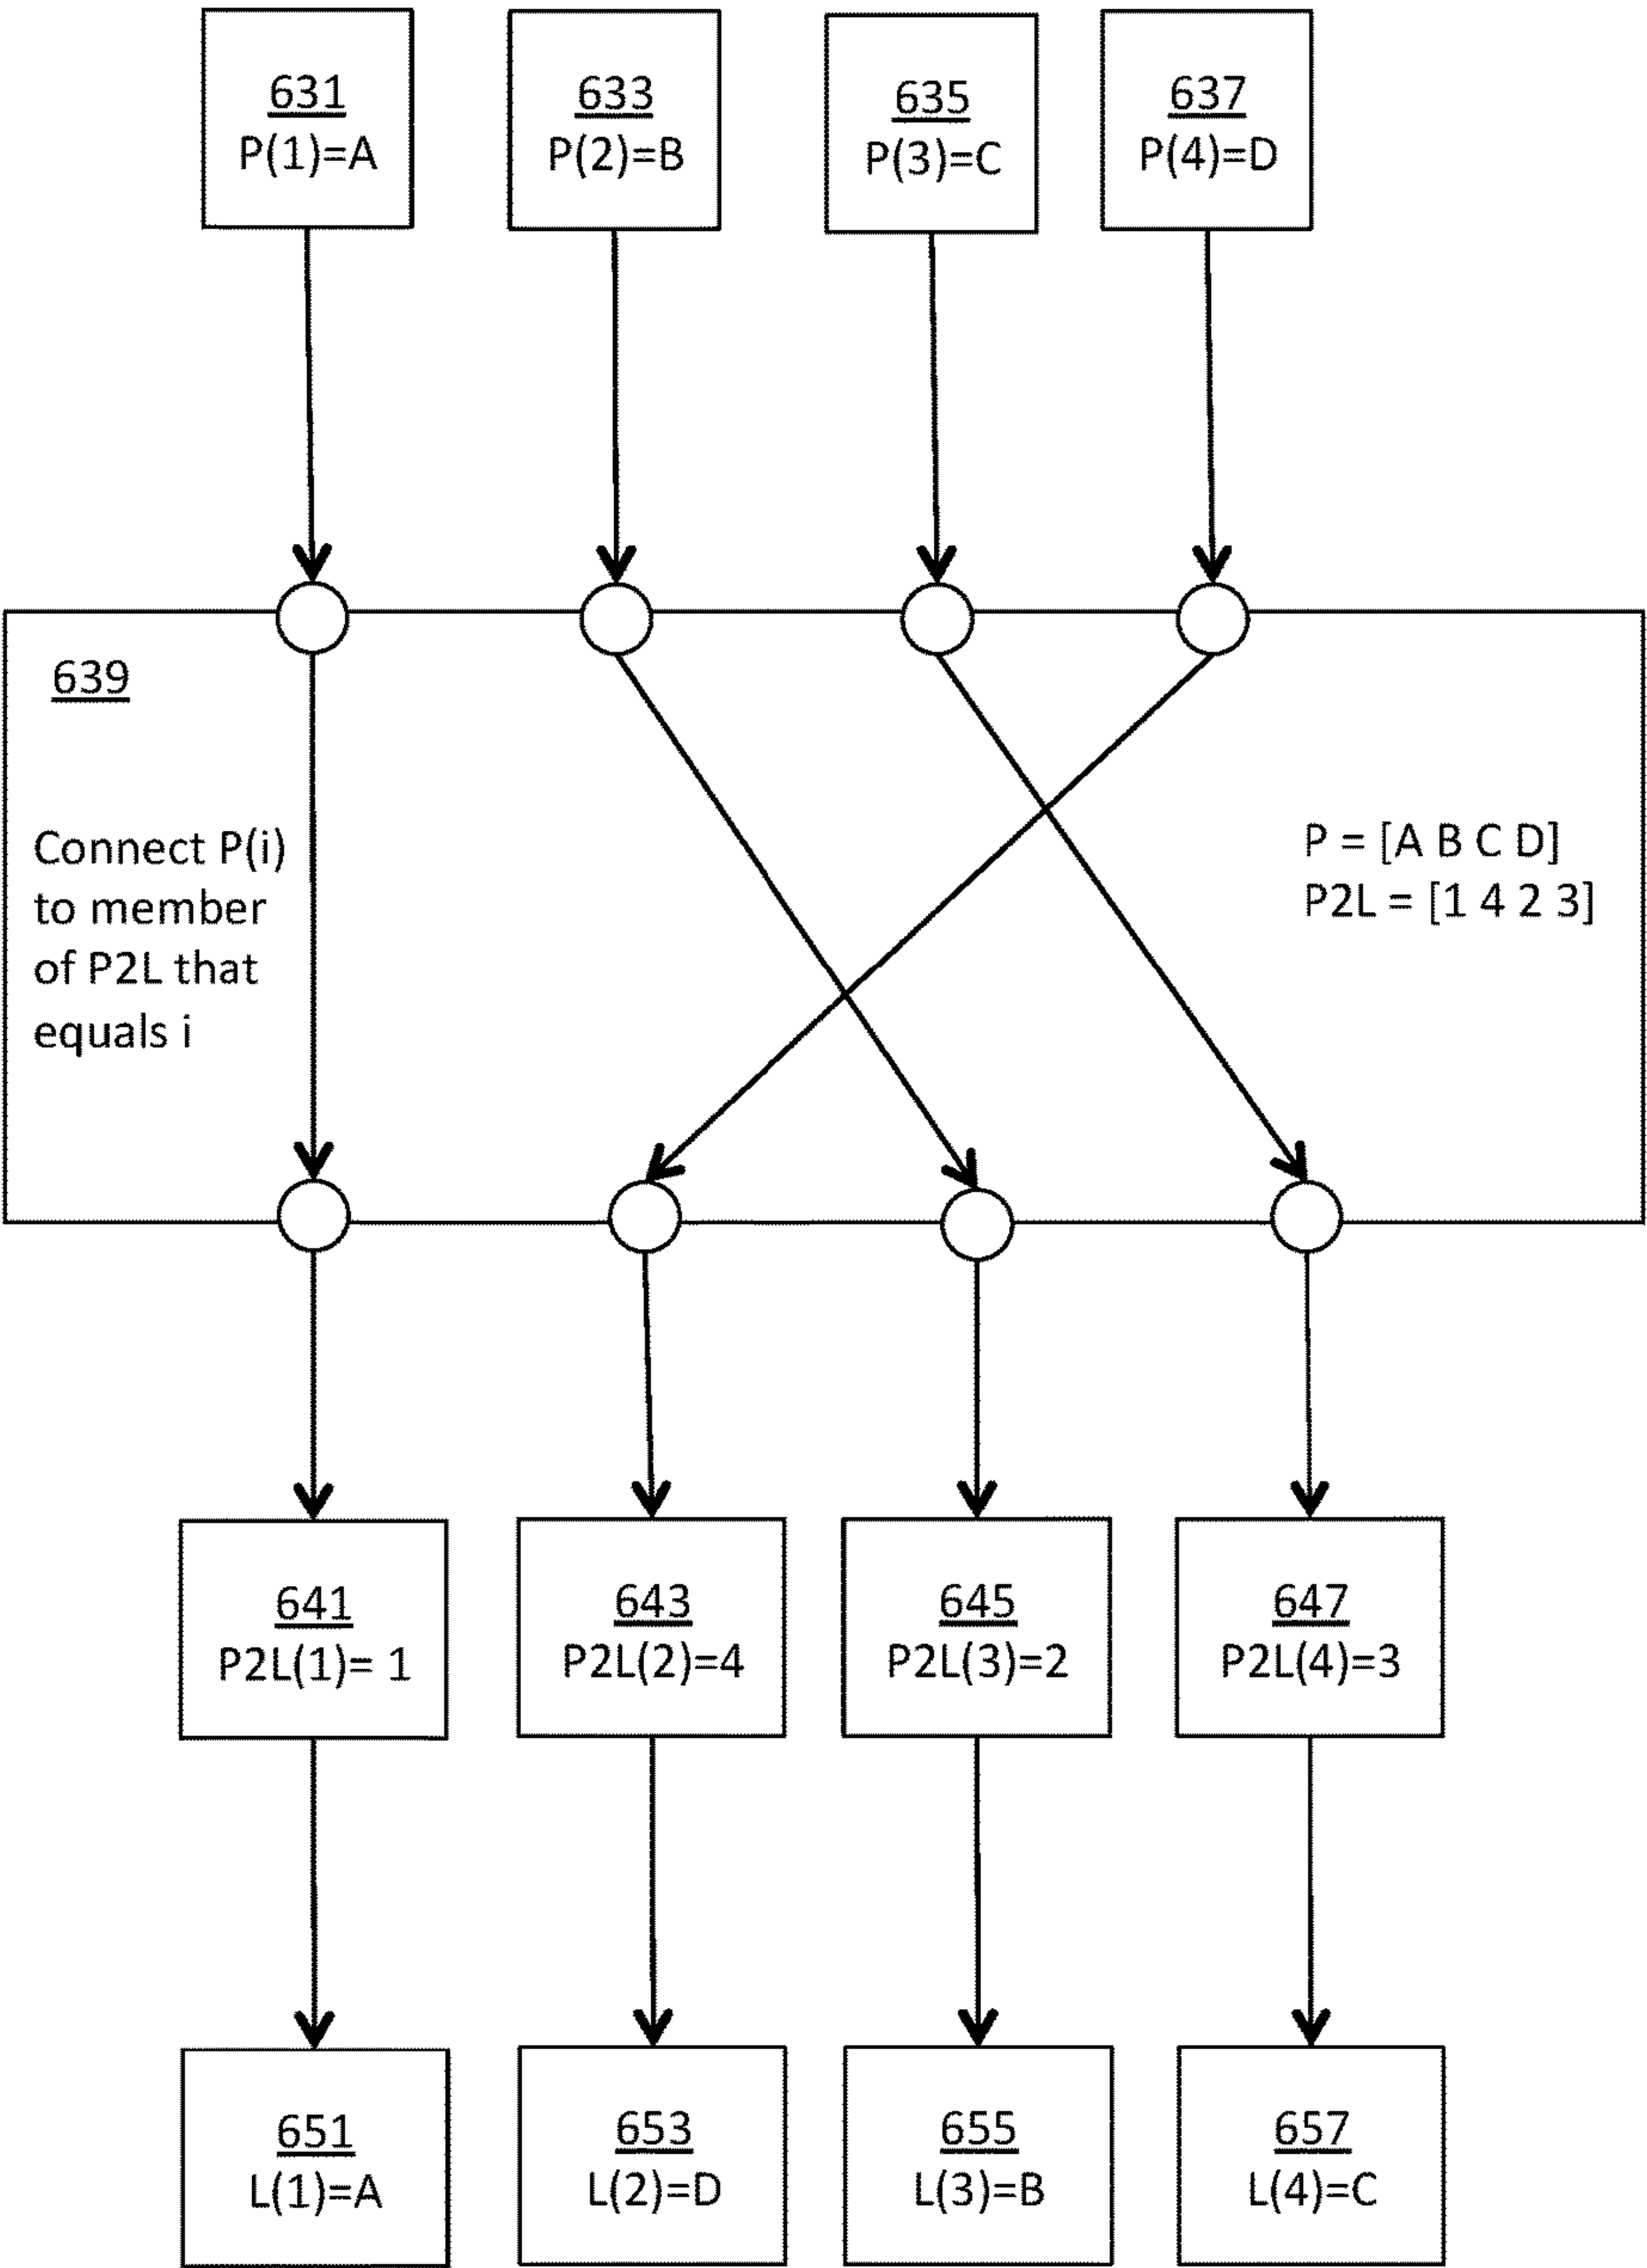 631
P(1)=A
633
P(2)=B
635
P(3)=C
637
P(4)=D
639
Connect P(i)
to member
of P2L that
equals i
P = [A B C D]
P2L = [1 4 2 3]
641
P2L(1)= 1
643
P2L(2)=4
645
P2L(3)=2
647
P2L(4)=3
651
L(1)=A
653
L(2)=D
655
L(3)=B
657
L(4)=C